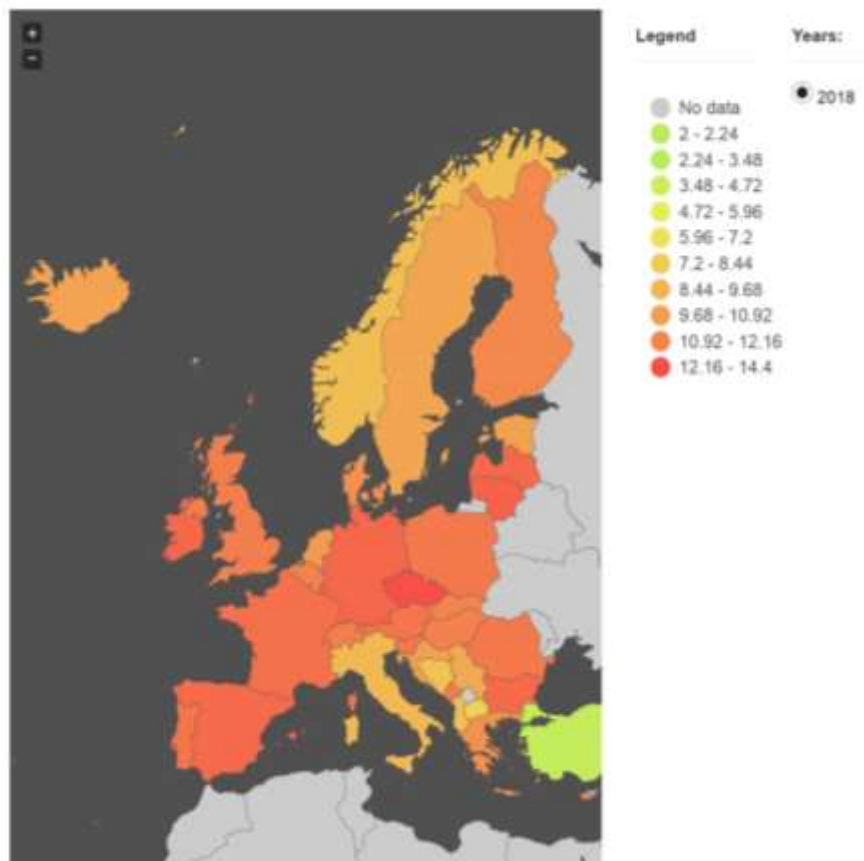 +
−
Legend
Years:
2018
No data
2 - 2.24
2.24 - 3.48
3.48 - 4.72
4.72 - 5.96
5.96 - 7.2
7.2 - 8.44
8.44 - 9.68
9.68 - 10.92
10.92 - 12.16
12.16 - 14.4